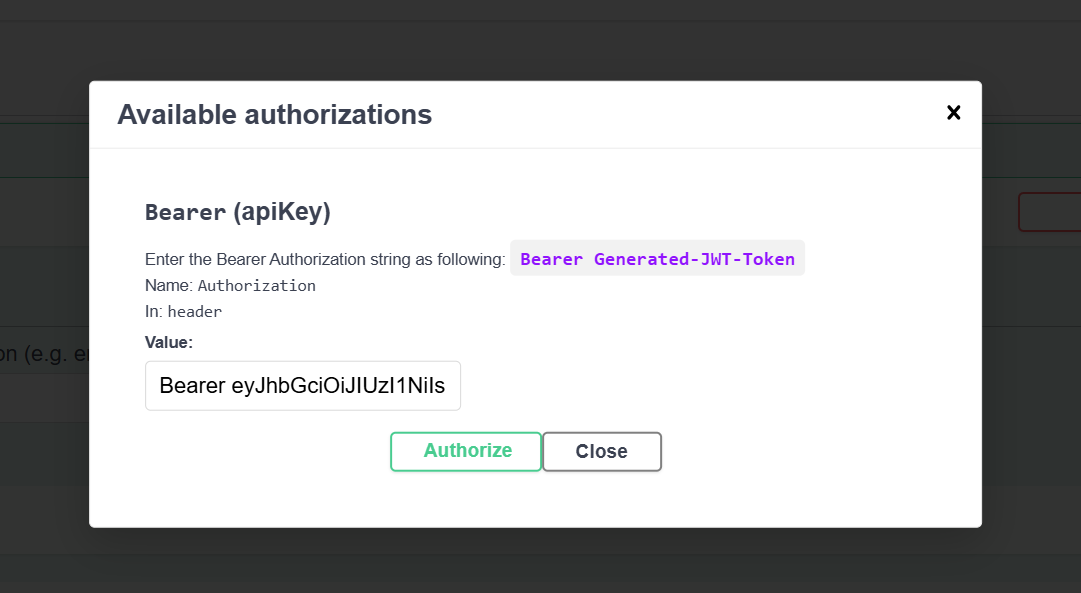 Available authorizations
Bearer (apiKey)
Enter the Bearer Authorization string as following: Bearer Generated-JWT-Token
Name: Authorization
In: header
Value:
on (e.g. e
Bearer eyJhbGciOiJIUzI1NiIs
Authorize Close